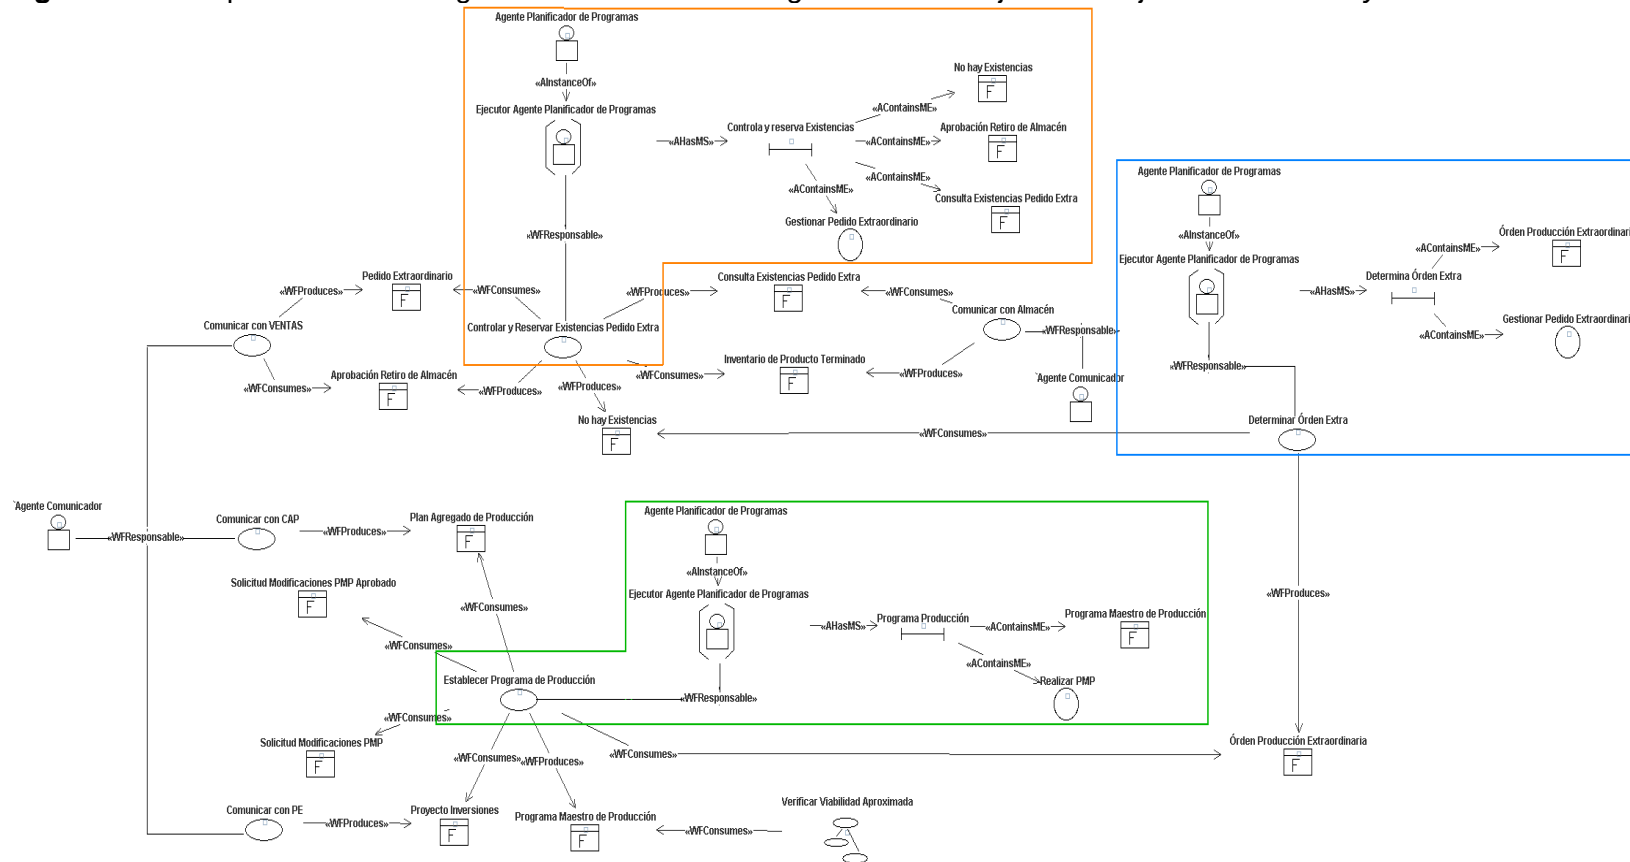 Agente Planificador de Programas
«AInstanceOf»
Ejecutor Agente Planificador de Programas
«AHasMS»
Controla y reserva Existencias
«AContainsME»
No hay Existencias
F
«AContainsME»
Aprobación Retiro de Almacén
F
«AContainsME»
Consulta Existencias Pedido Extra
F
«AContainsME»
Gestionar Pedido Extraordinario
«WFResponsable»
Agente Planificador de Programas
«AInstanceOf»
Ejecutor Agente Planificador de Programas
«AHasMS»
Determina Órden Extra
«AContainsME»
Órden Producción Extraordinari
F
«AContainsME»
Gestionar Pedido Extraordinari
«WFResponsable»
Determinar Órden Extra
Pedido Extraordinario
F
«WFProduces»
«WFConsumes»
Comunicar con VENTAS
Controlar y Reservar Existencias Pedido Extra
«WFProduces»
Consulta Existencias Pedido Extra
F
«WFConsumes»
Comunicar con Almacén
«WFResponsable»
Agente Comunicador
«WFConsumes»
Aprobación Retiro de Almacén
F
«WFProduces»
«WFProduces»
«WFConsumes»
Inventario de Producto Terminado
F
«WFProduces»
No hay Existencias
F
«WFConsumes»
Agente Comunicador
«WFResponsable»
Comunicar con CAP
«WFProduces»
Plan Agregado de Producción
F
«WFConsumes»
Solicitud Modificaciones PMP Aprobado
F
«WFConsumes»
Agente Planificador de Programas
«AInstanceOf»
Ejecutor Agente Planificador de Programas
«AHasMS»
Programa Producción
«AContainsME»
Programa Maestro de Producción
F
«AContainsME»
Realizar PMP
Establecer Programa de Producción
«WFResponsable»
«WFProduces»
«WFConsumes»
Solicitud Modificaciones PMP
F
«WFConsumes»
«WFProduces»
«WFConsumes»
Órden Producción Extraordinaria
F
Comunicar con PE
«WFProduces»
Proyecto Inversiones
F
Programa Maestro de Producción
F
«WFConsumes»
Verificar Viabilidad Aproximada